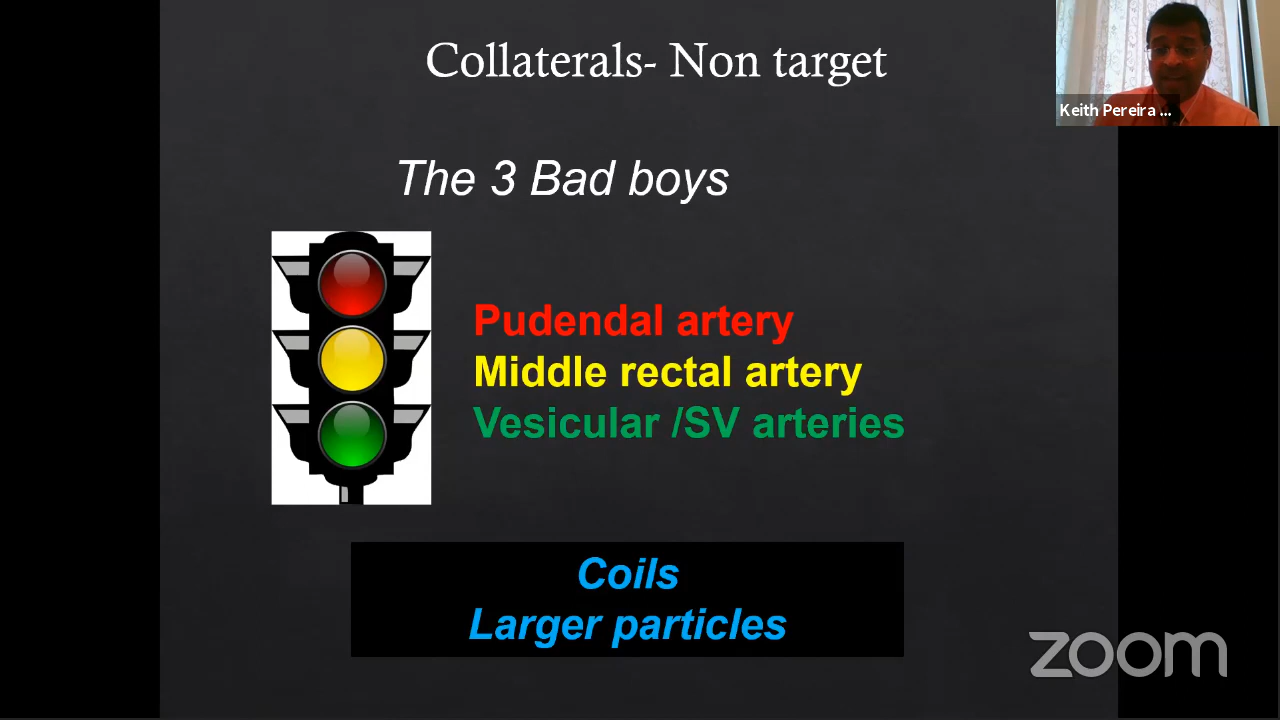 Collaterals- Non target
Keith Pereira ...
The 3 Bad boys
Pudendal artery
Middle rectal artery
Vesicular /SV arteries
Coils
Larger particles
zoom